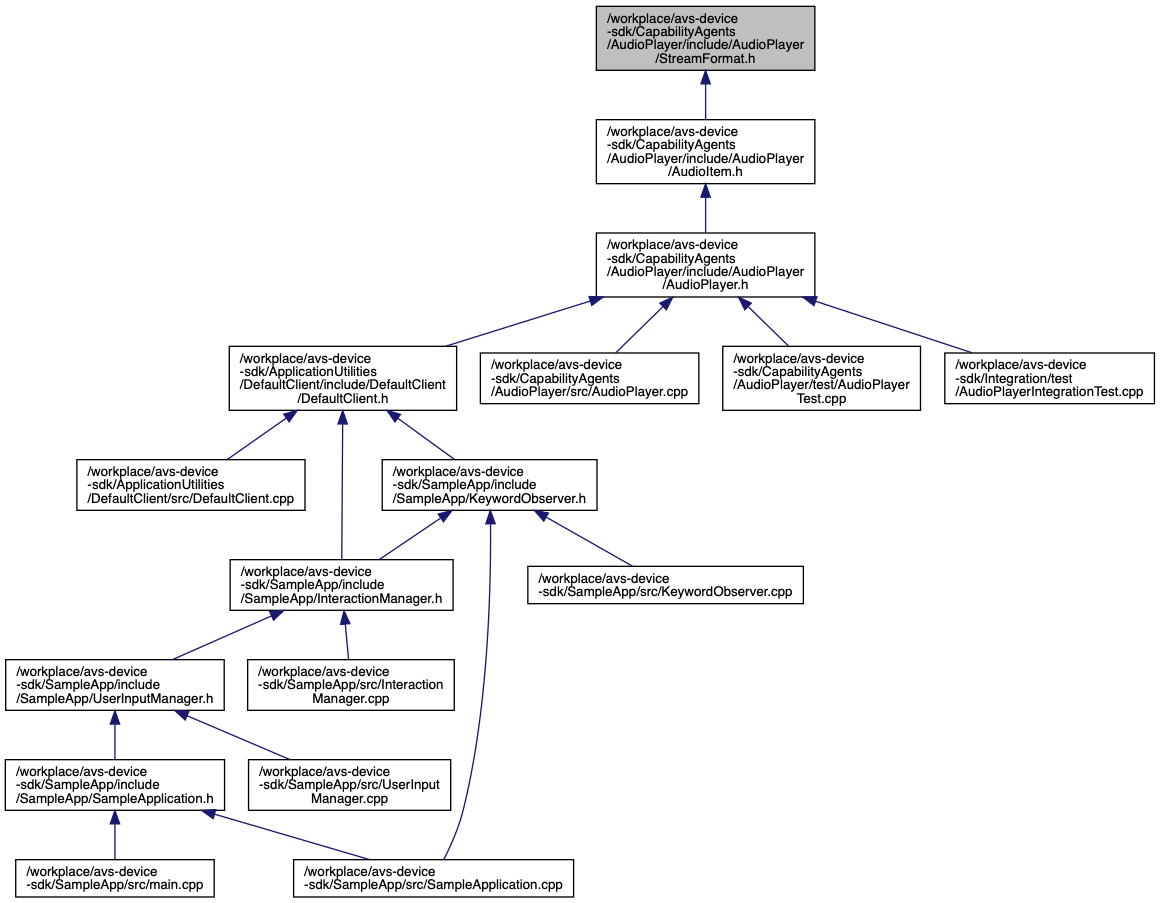 /workplace/avs-device
-sdk/CapabilityAgents
/AudioPlayer/include/AudioPlayer
/StreamFormat.h
/workplace/avs-device
-sdk/CapabilityAgents
/AudioPlayer/include/AudioPlayer
/AudioItem.h
/workplace/avs-device
-sdk/CapabilityAgents
/AudioPlayer/include/AudioPlayer
/AudioPlayer.h
/workplace/avs-device
-sdk/ApplicationUtilities
/DefaultClient/include/DefaultClient
/DefaultClient.h
/workplace/avs-device
-sdk/CapabilityAgents
/AudioPlayer/src/AudioPlayer.cpp
/workplace/avs-device
-sdk/CapabilityAgents
/AudioPlayer/test/AudioPlayer
Test.cpp
/workplace/avs-device
-sdk/Integration/test
/AudioPlayerIntegrationTest.cpp
/workplace/avs-device
-sdk/ApplicationUtilities
/DefaultClient/src/DefaultClient.cpp
/workplace/avs-device
-sdk/SampleApp/include
/SampleApp/KeywordObserver.h
/workplace/avs-device
-sdk/SampleApp/include
/SampleApp/InteractionManager.h
/workplace/avs-device
-sdk/SampleApp/src/KeywordObserver.cpp
/workplace/avs-device
-sdk/SampleApp/include
/SampleApp/UserInputManager.h
/workplace/avs-device
-sdk/SampleApp/src/Interaction
Manager.cpp
/workplace/avs-device
-sdk/SampleApp/include
/SampleApp/SampleApplication.h
/workplace/avs-device
-sdk/SampleApp/src/UserInput
Manager.cpp
/workplace/avs-device
-sdk/SampleApp/src/main.cpp
/workplace/avs-device
-sdk/SampleApp/src/SampleApplication.cpp